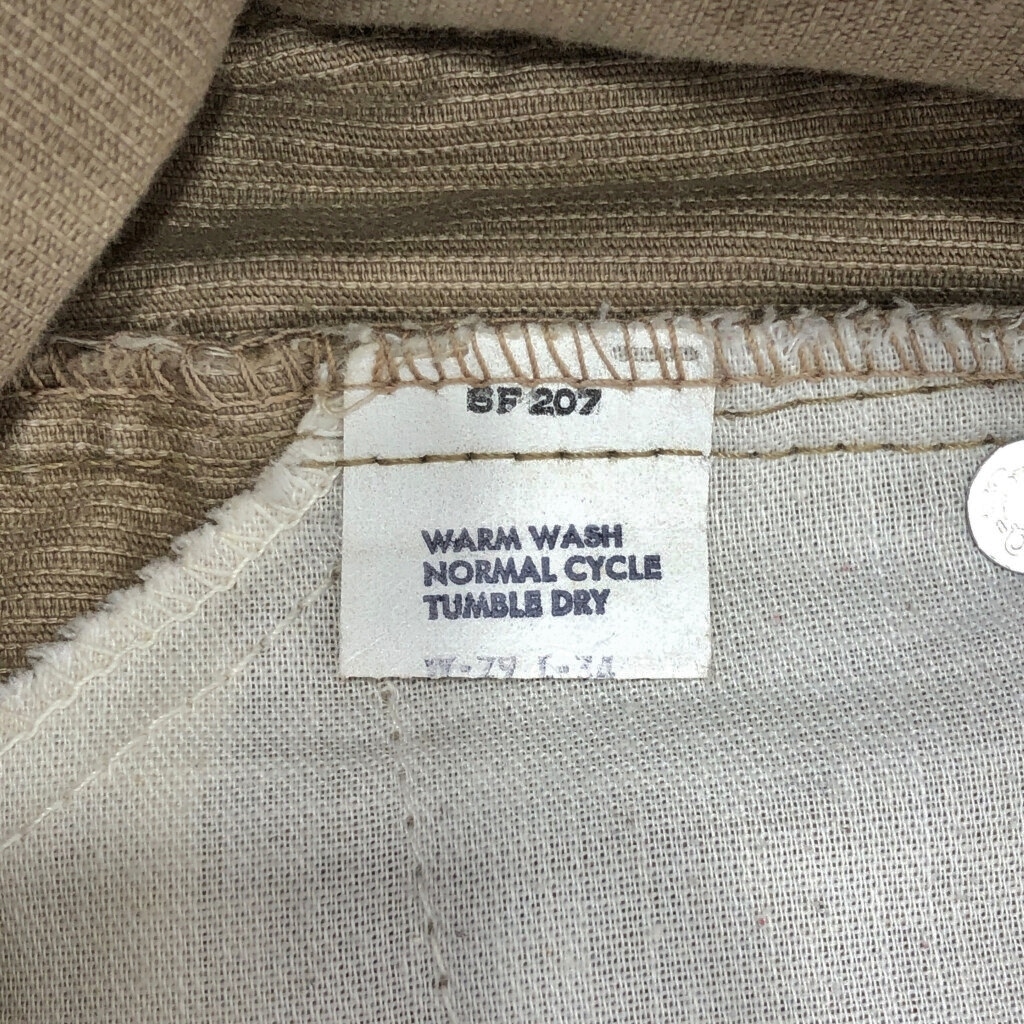 SF 207
WARM WASH
NORMAL CYCLE
TUMBLE DRY